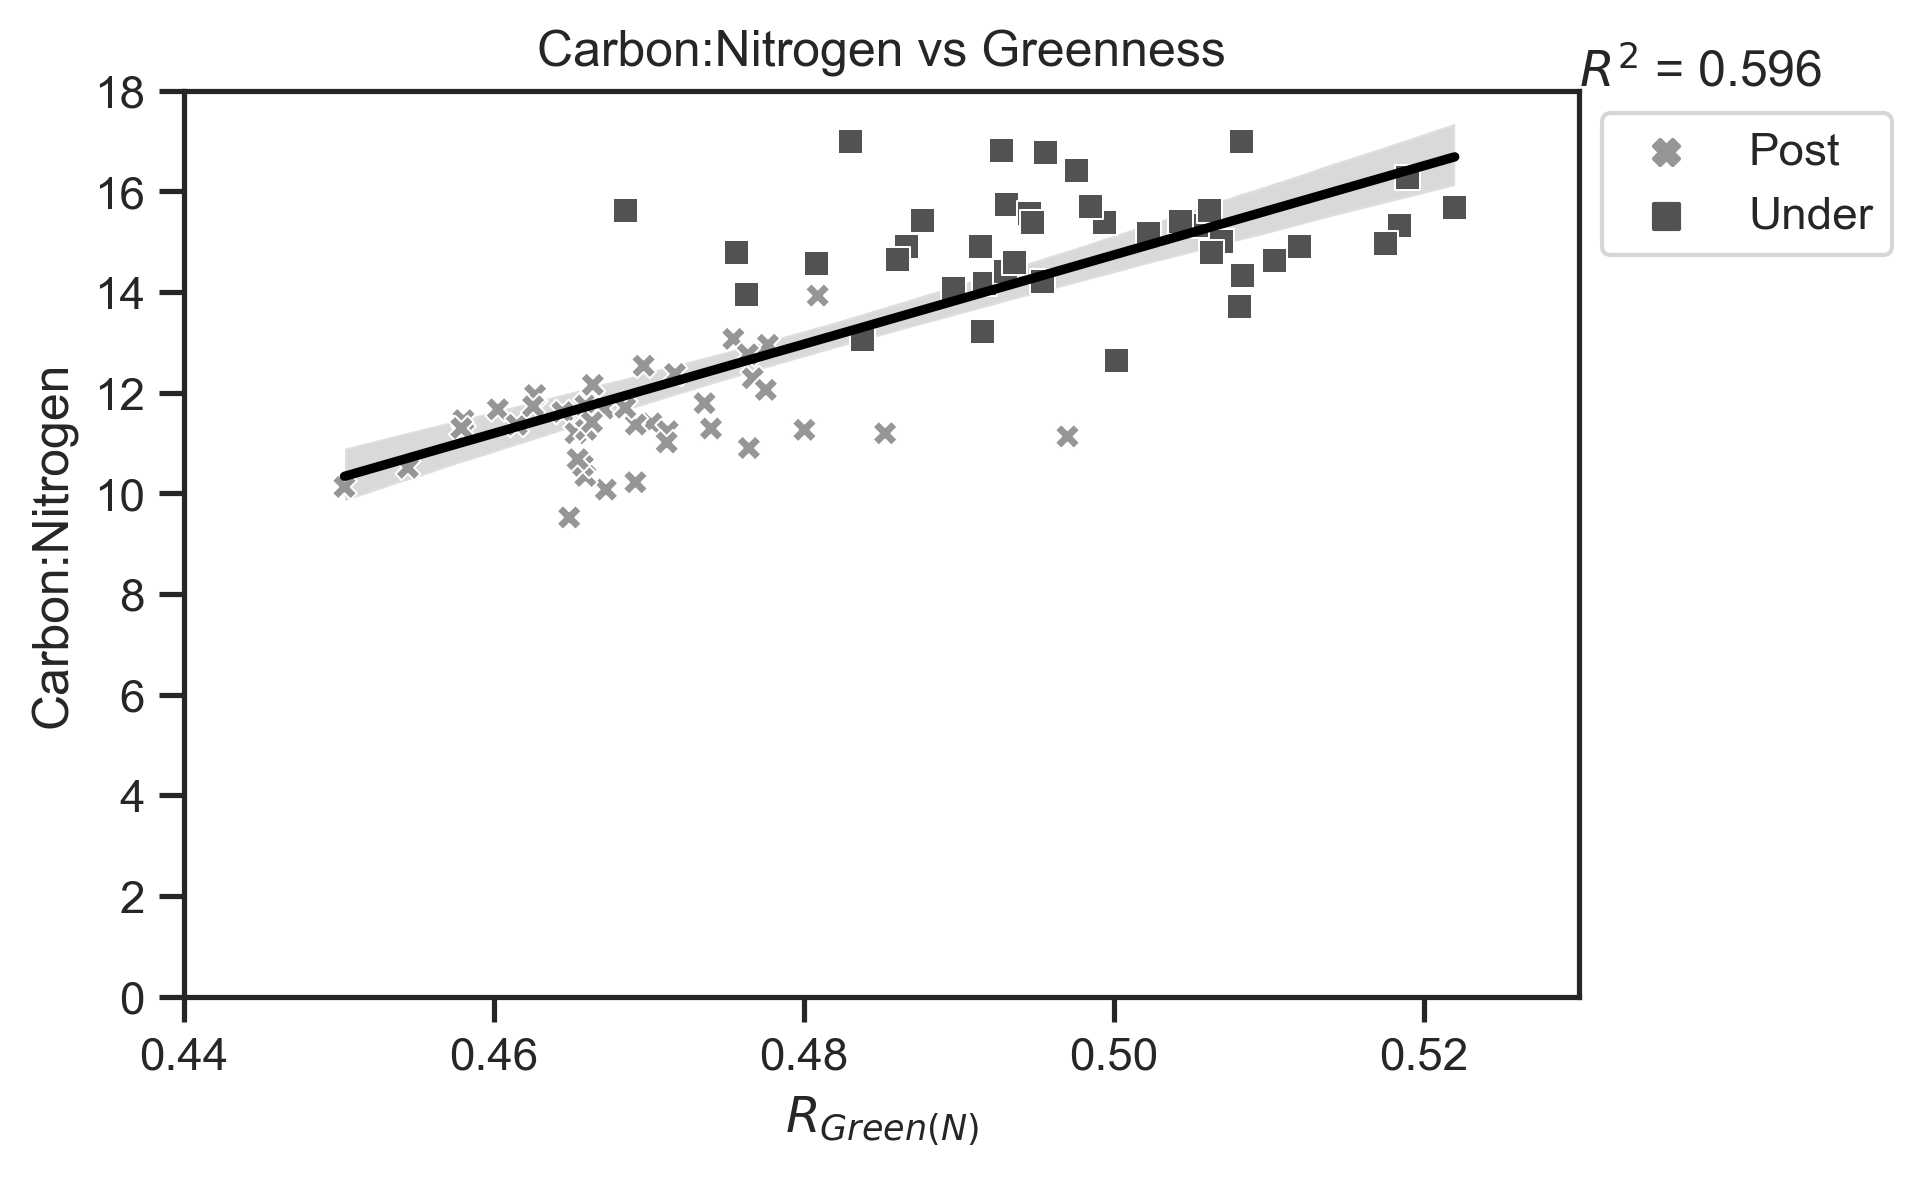 Carbon:Nitrogen vs Greenness
R² = 0.596
Post
Under
Carbon:Nitrogen
18
16
14
12
10
8
6
4
2
0
0.44 0.46 0.48 0.50 0.52
R_Green(N)